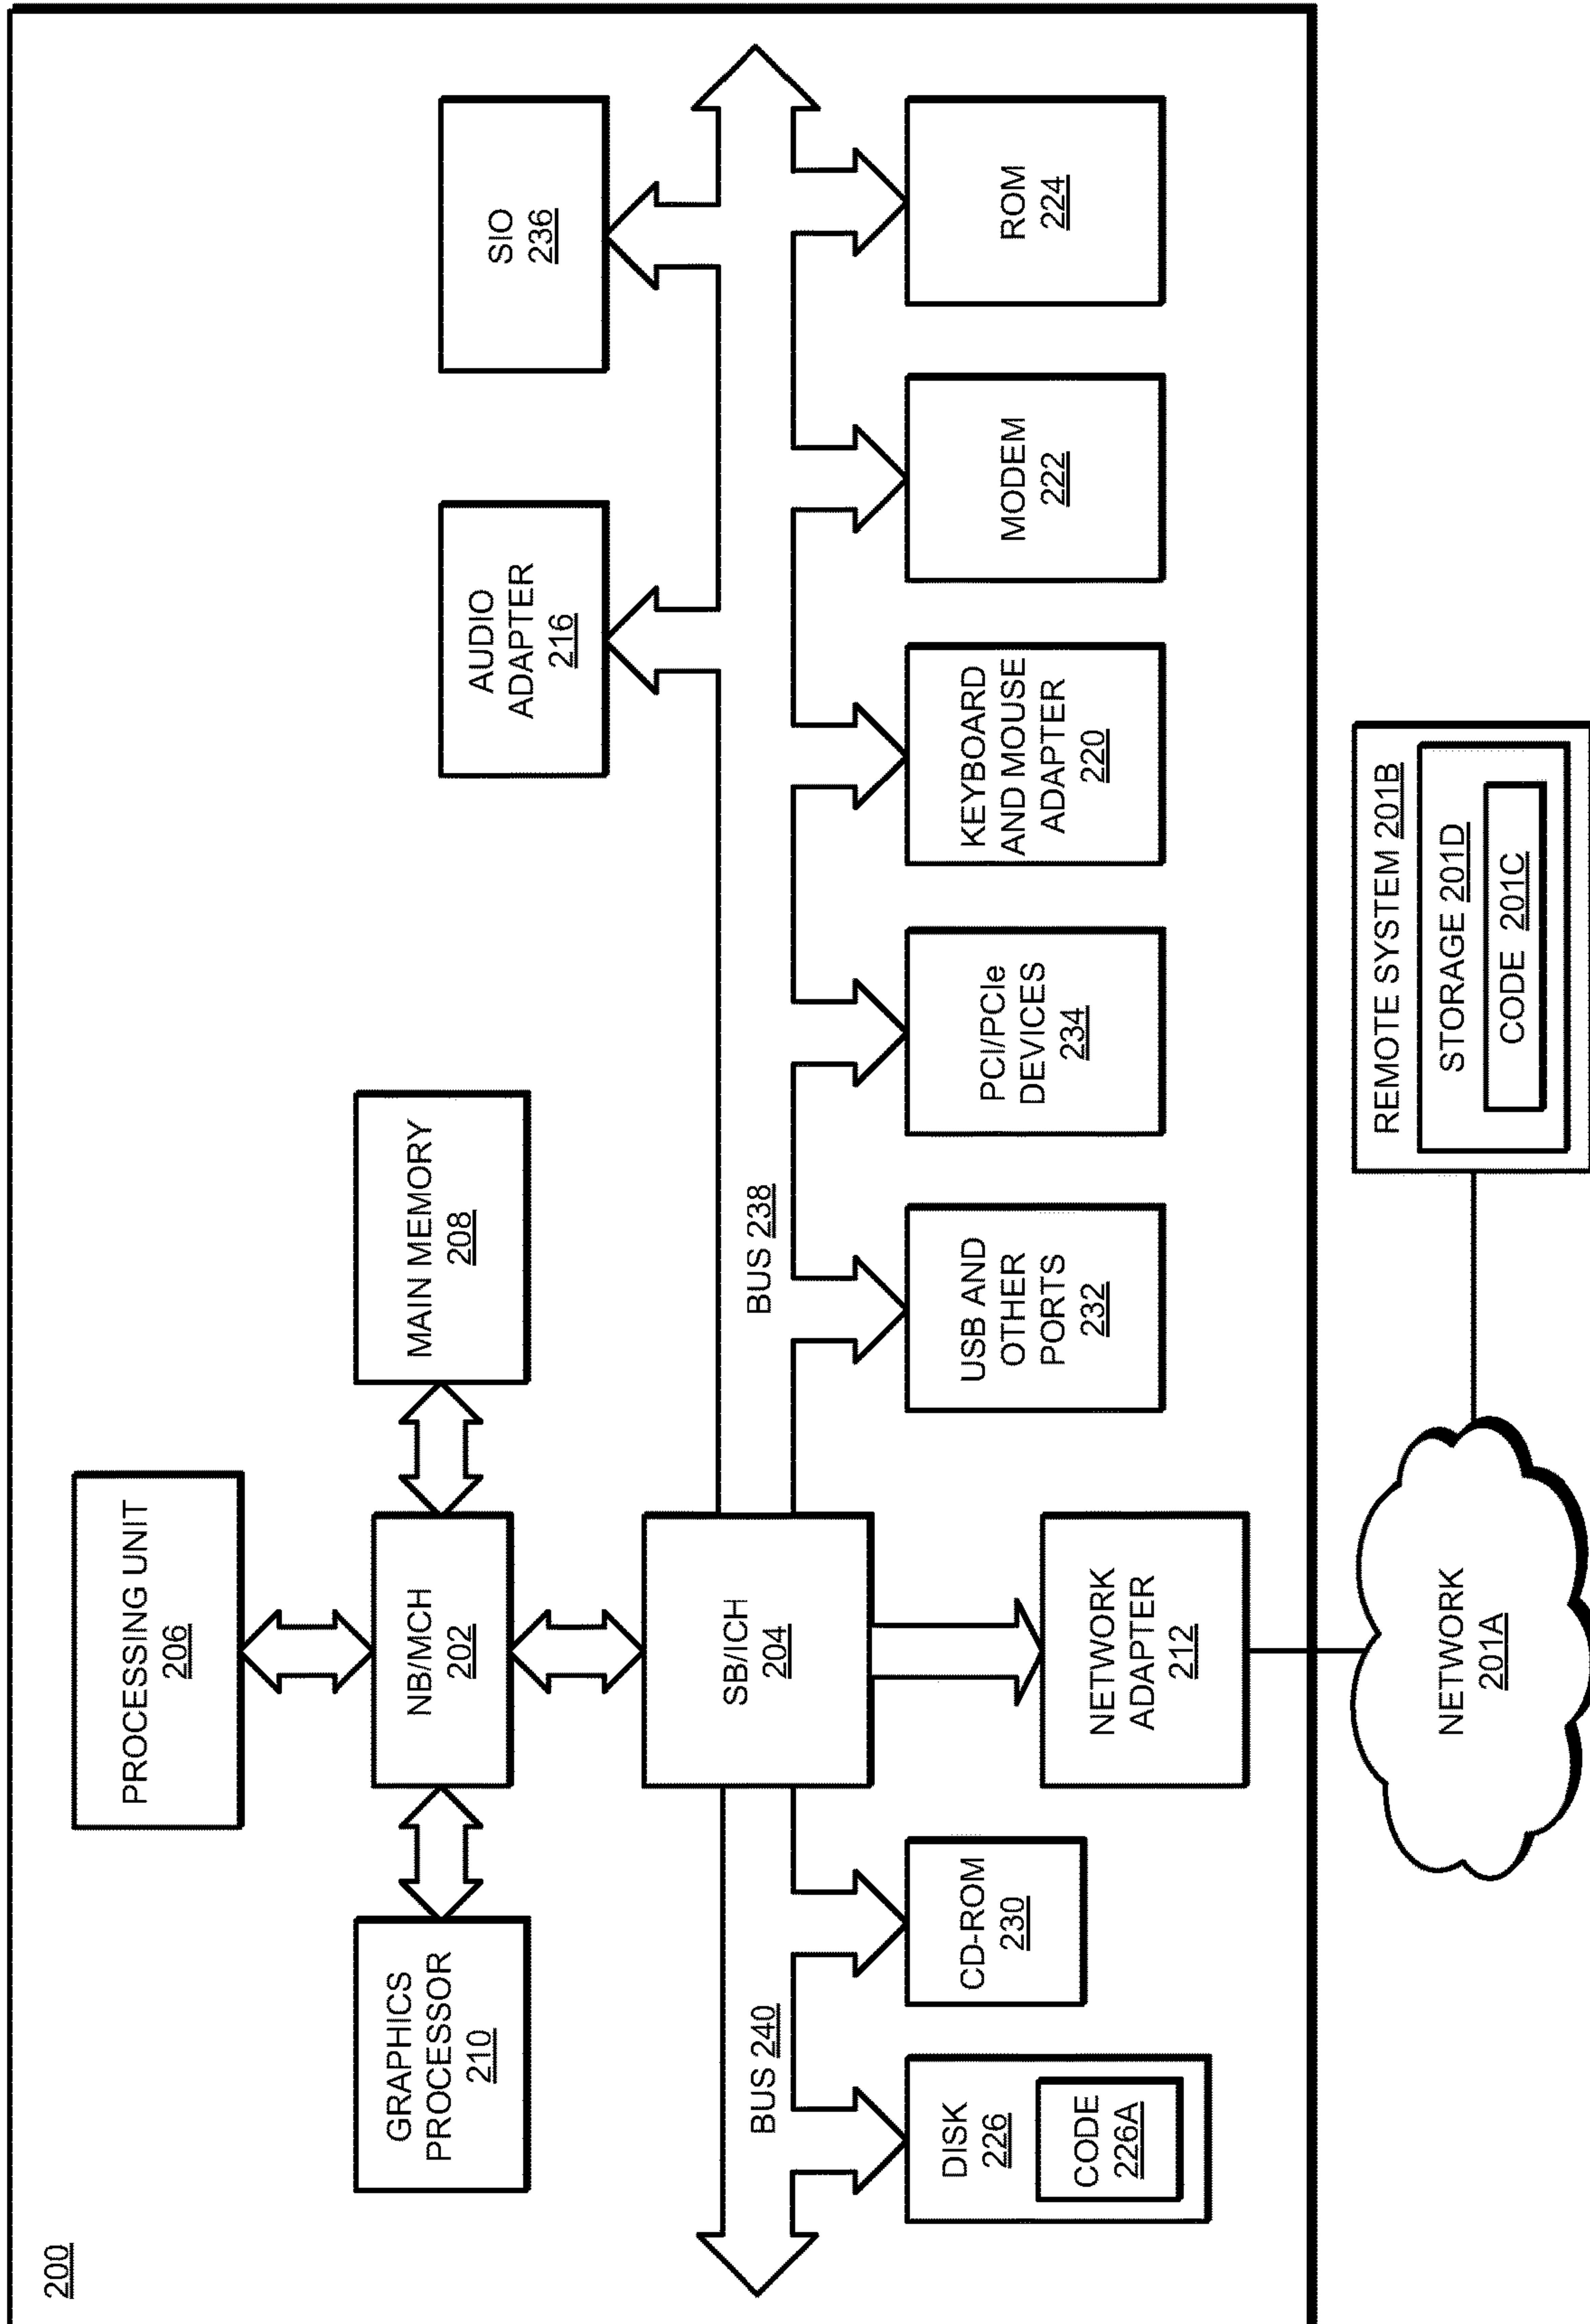 200
PROCESSING UNIT
206
GRAPHICS
PROCESSOR
210
NB/MCH
202
MAIN MEMORY
208
AUDIO
ADAPTER
216
SIO
236
SB/ICH
204
BUS 240
BUS 238
DISK
226
CODE
226A
CD-ROM
230
NETWORK
ADAPTER
212
USB AND
OTHER
PORTS
232
PCI/PCIe
DEVICES
234
KEYBOARD
AND MOUSE
ADAPTER
220
MODEM
222
ROM
224
NETWORK
201A
REMOTE SYSTEM 201B
STORAGE 201D
CODE 201C